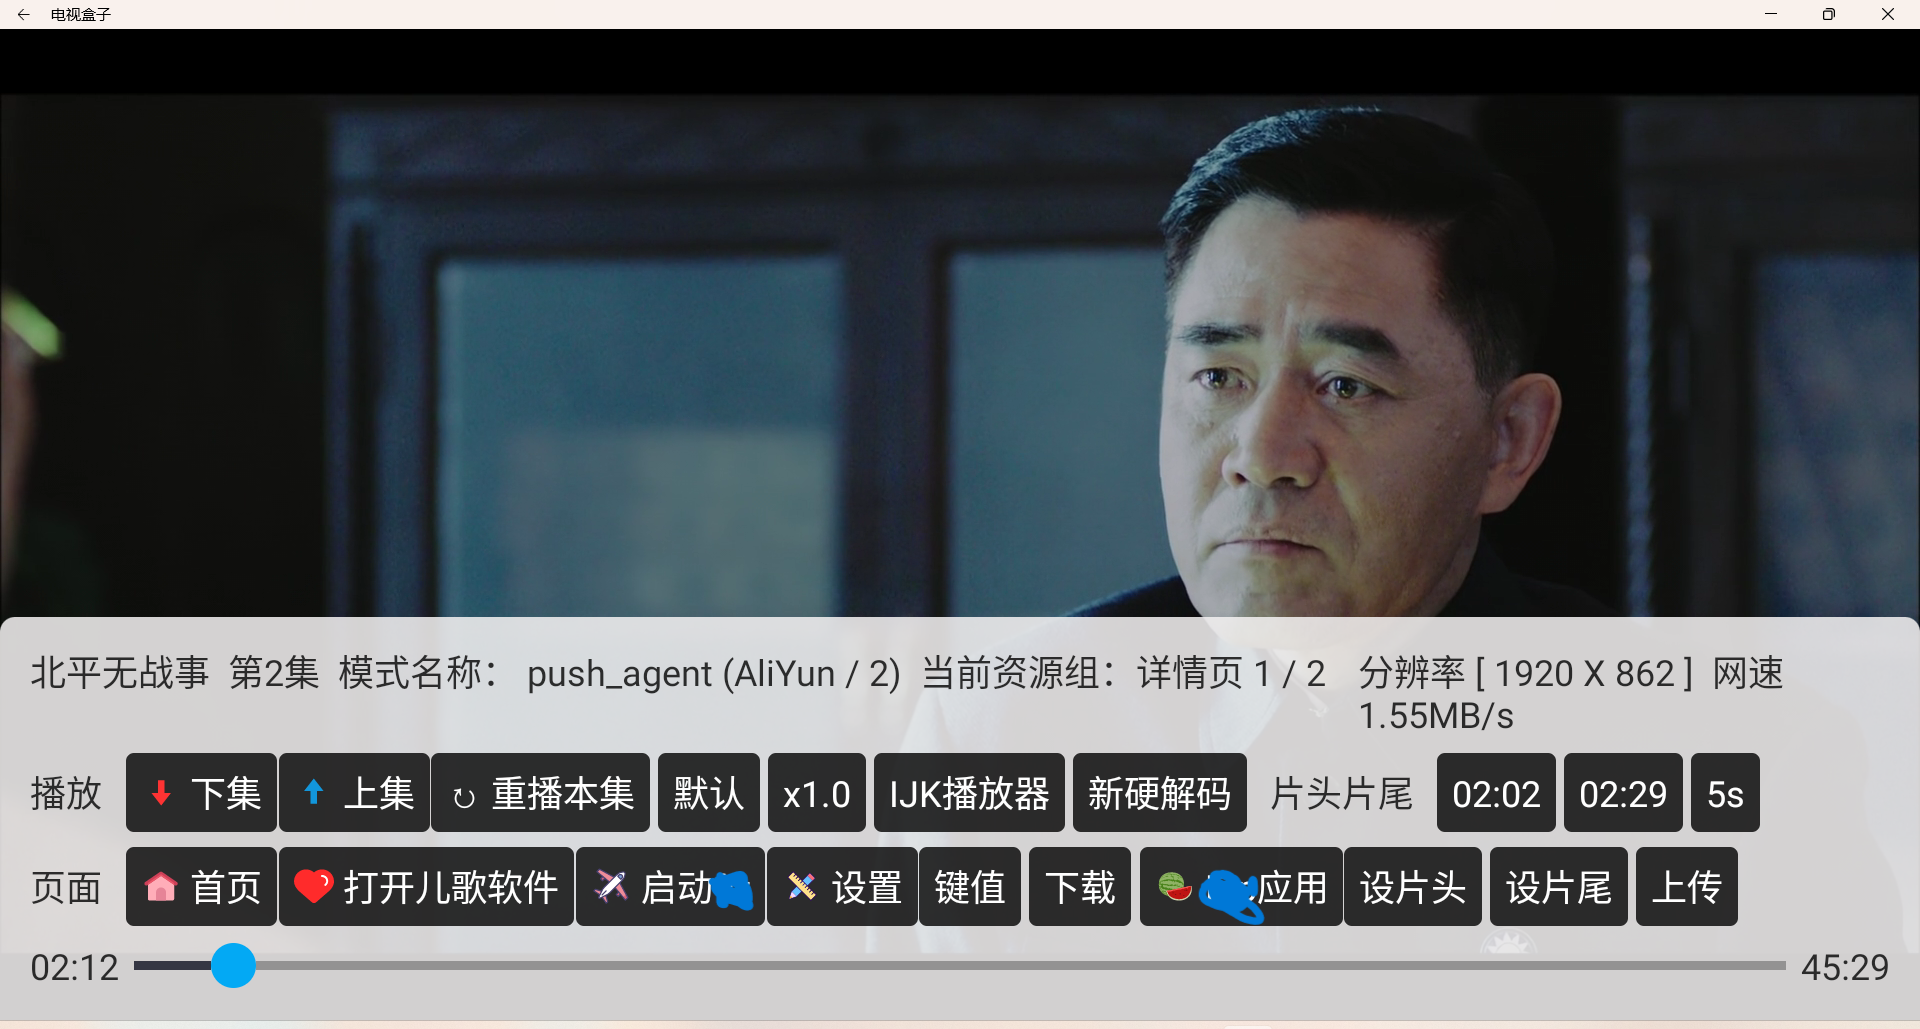 电视盒子
北平无战事 第2集 模式名称： push_agent (AliYun / 2) 当前资源组：详情页 1 / 2 分辨率 [ 1920 X 862 ] 网速
1.55MB/s
播放 下集 上集 重播本集 默认 x1.0 IJK播放器 新硬解码 片头片尾 02:02 02:29 5s
页面 首页 打开儿歌软件 启动 设置 键值 下载 应用 设片头 设片尾 上传
02:12 45:29